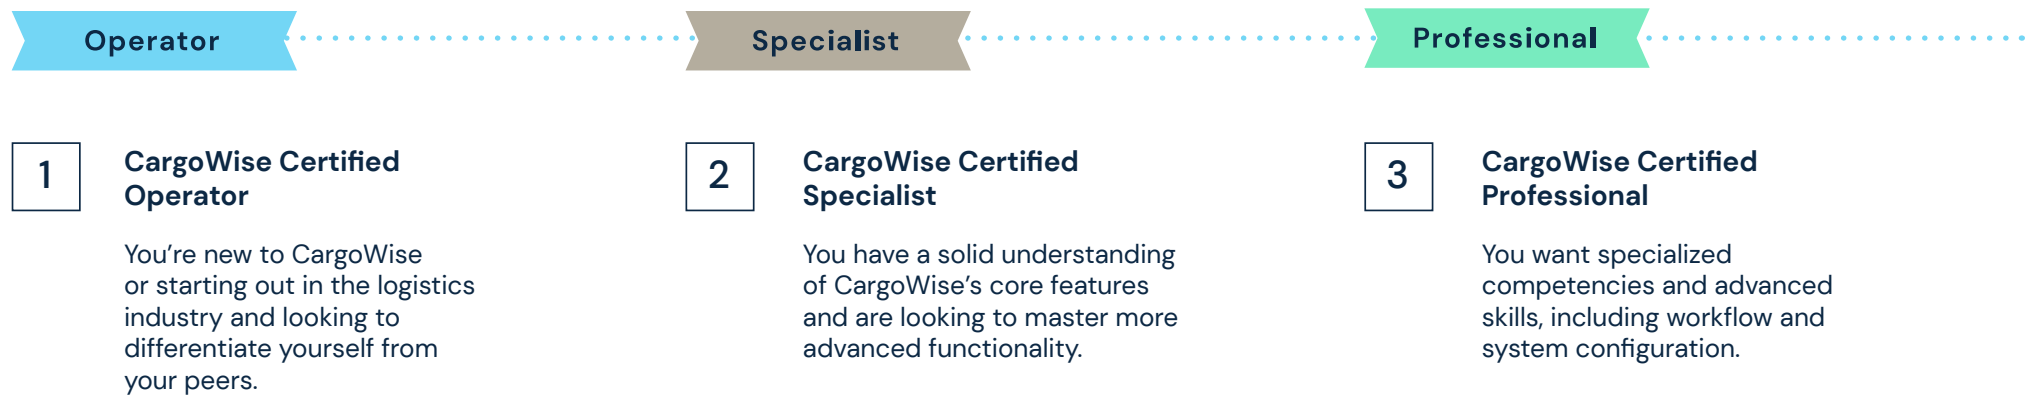 Operator
Specialist
Professional
1
CargoWise Certified
Operator
You’re new to CargoWise
or starting out in the logistics
industry and looking to
differentiate yourself from
your peers.
2
CargoWise Certified
Specialist
You have a solid understanding
of CargoWise’s core features
and are looking to master more
advanced functionality.
3
CargoWise Certified
Professional
You want specialized
competencies and advanced
skills, including workflow and
system configuration.